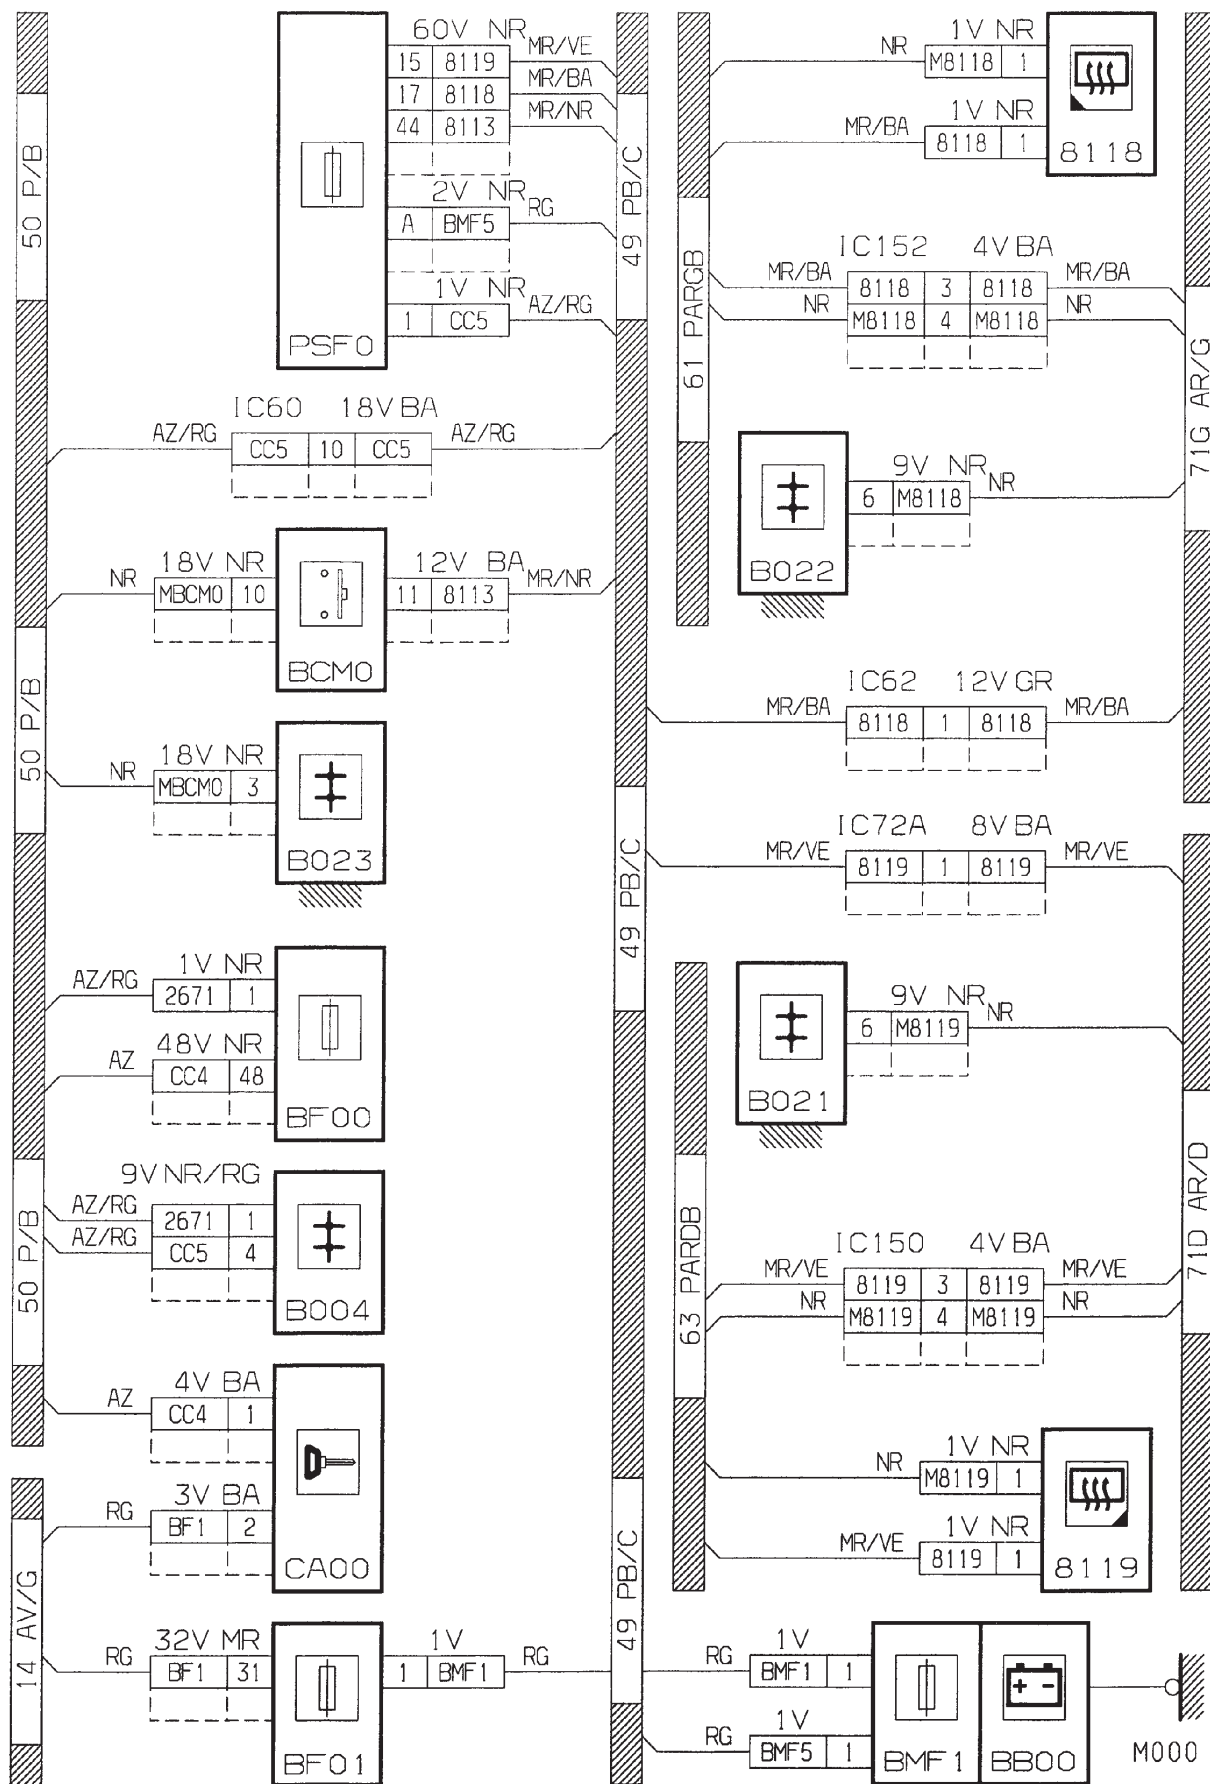 50 P/B
60V NR
15 8119 MR/VE
17 8118 MR/BA
44 8113 MR/NR
2V NR
A BMF5 RG
1V NR
1 CC5 AZ/RG
PSF0
49 PB/C
IC60 18V BA
AZ/RG CC5 10 CC5 AZ/RG
18V NR
NR MBCM0 10
12V BA
11 8113 MR/NR
BCM0
50 P/B
18V NR
NR MBCM0 3
B023
1V NR
AZ/RG 2671 1
48V NR
AZ CC4 48
BF00
50 P/B
9V NR/RG
AZ/RG 2671 1
AZ/RG CC5 4
B004
4V BA
AZ CC4 1
3V BA
RG BF1 2
CA00
14 AV/G
32V MR
RG BF1 31
1V
1 BMF1 RG
BF01
49 PB/C
49 PB/C
1V NR
NR M8118 1
1V NR
MR/BA 8118 1
8118
61 PARGB
IC152 4V BA
MR/BA 8118 3 8118 MR/BA
NR M8118 4 M8118 NR
71G AR/G
9V NR
6 M8118 NR
B022
IC62 12V GR
MR/BA 8118 1 8118 MR/BA
IC72A 8V BA
MR/VE 8119 1 8119 MR/VE
9V NR
6 M8119 NR
B021
63 PARDB
IC150 4V BA
MR/VE 8119 3 8119 MR/VE
NR M8119 4 M8119 NR
71D AR/D
1V NR
NR M8119 1
1V NR
MR/VE 8119 1
8119
1V
RG BMF1 1
1V
RG BMF5 1
BMF1
BB00
M000